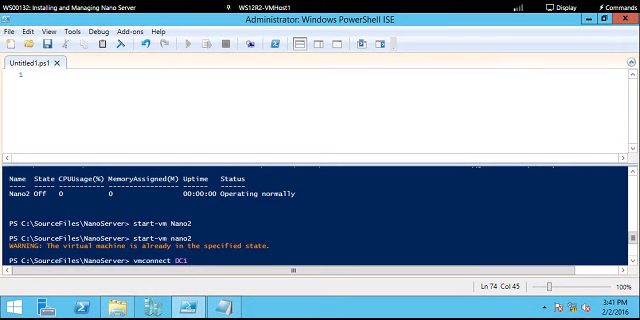 WS00132: Installing and Managing Nano Server
WS12R2-VMHost1
Display
Commands
Administrator: Windows PowerShell ISE
File Edit View Tools Debug Add-ons Help
Untitled1.ps1
1
Name State CPUUsage(%) MemoryAssigned(M) Uptime Status
---- ----- ----------- ----------------- ------ ------
Nano2 Off 0 0 00:00:00 Operating normally
PS C:\SourceFiles\NanoServer> start-vm Nano2
PS C:\SourceFiles\NanoServer> start-vm nano2
WARNING: The virtual machine is already in the specified state.
PS C:\SourceFiles\NanoServer> vmconnect DC1
Ln 74 Col 45
100%
3:41 PM
2/2/2016